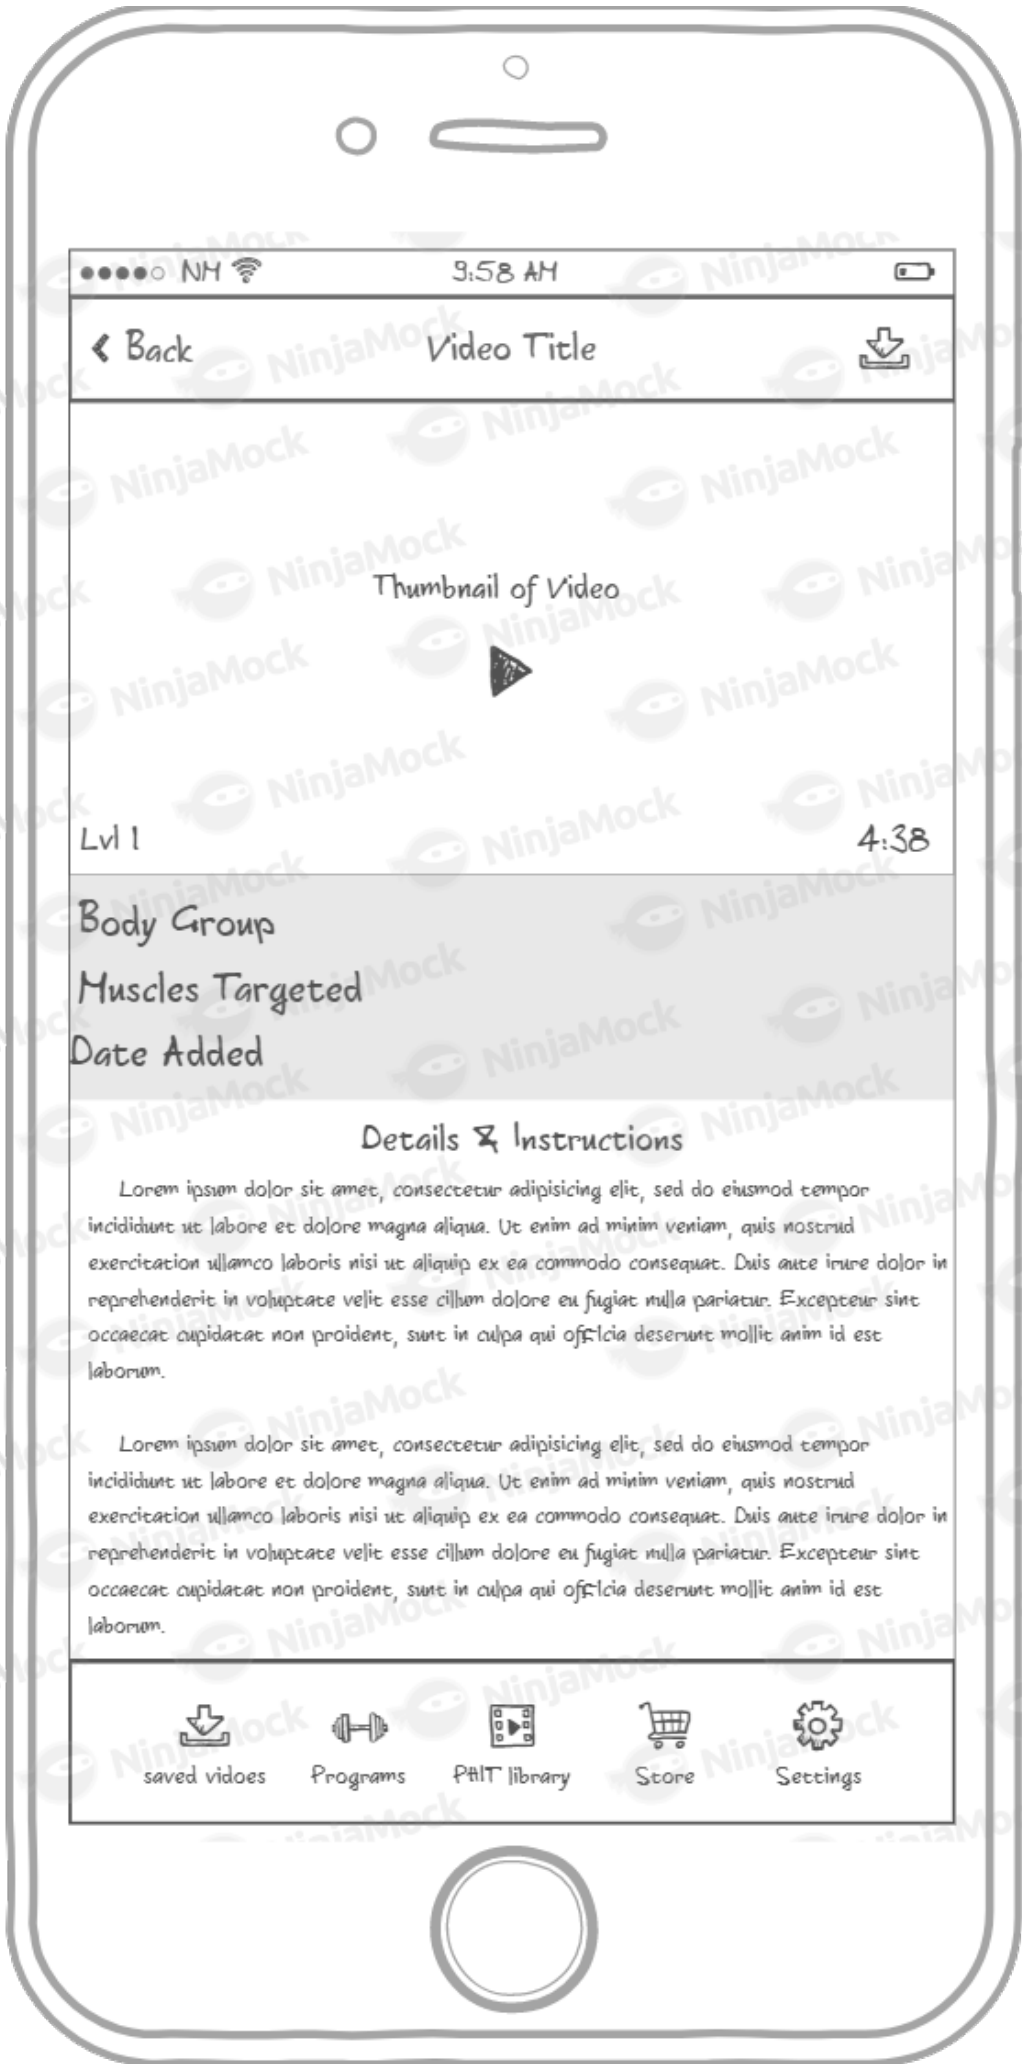 NM 9:58 AM
Back Video Title
Thumbnail of Video
Lvl 1 4:38
Body Group
Muscles Targeted
Date Added
Details & Instructions
Lorem ipsum dolor sit amet, consectetur adipisicing elit, sed do eiusmod tempor
incididunt ut labore et dolore magna aliqua. Ut enim ad minim veniam, quis nostrud
exercitation ullamco laboris nisi ut aliquip ex ea commodo consequat. Duis aute irure dolor in
reprehenderit in voluptate velit esse cillum dolore eu fugiat nulla pariatur. Excepteur sint
occaecat cupidatat non proident, sunt in culpa qui officia deserunt mollit anim id est
laborum.
Lorem ipsum dolor sit amet, consectetur adipisicing elit, sed do eiusmod tempor
incididunt ut labore et dolore magna aliqua. Ut enim ad minim veniam, quis nostrud
exercitation ullamco laboris nisi ut aliquip ex ea commodo consequat. Duis aute irure dolor in
reprehenderit in voluptate velit esse cillum dolore eu fugiat nulla pariatur. Excepteur sint
occaecat cupidatat non proident, sunt in culpa qui officia deserunt mollit anim id est
laborum.
saved vidoes Programs PHIT library Store Settings
NinjaMock